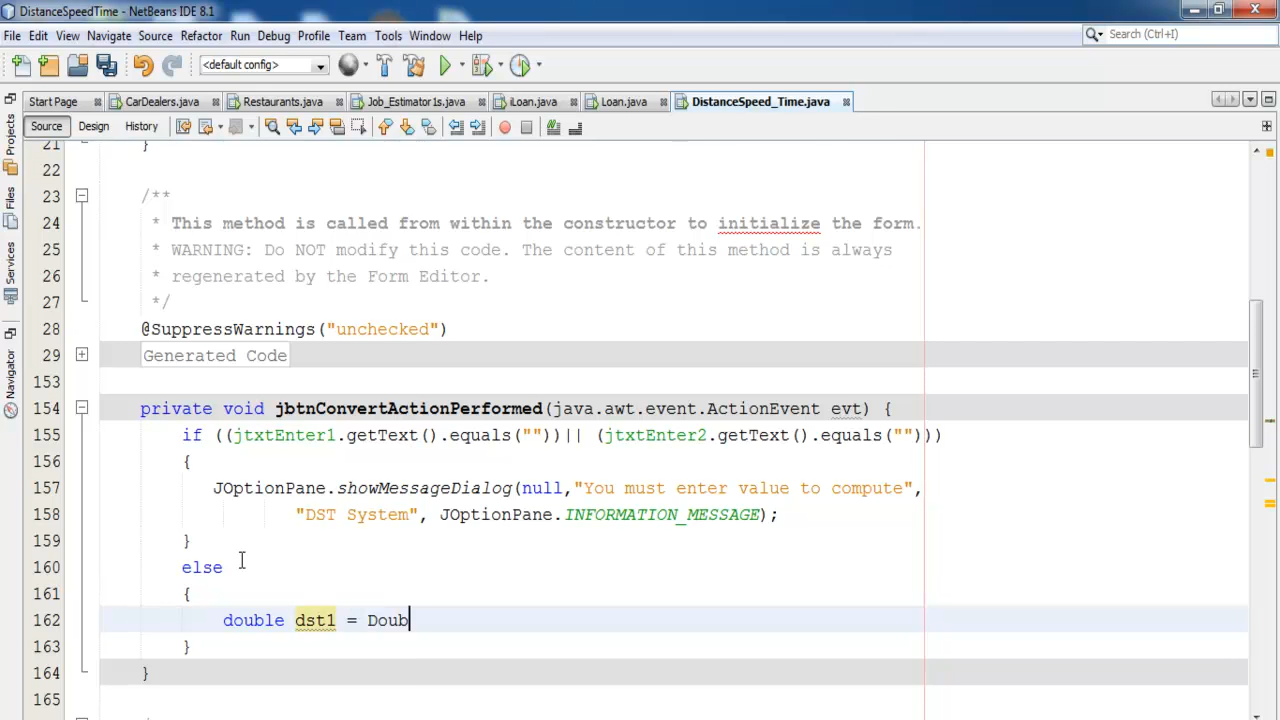 DistanceSpeedTime - NetBeans IDE 8.1
File Edit View Navigate Source Refactor Run Debug Profile Team Tools Window Help
Search (Ctrl+I)
<default config>
Start Page CarDealers.java Restaurants.java Job_Estimator1s.java iLoan.java Loan.java DistanceSpeed_Time.java
Source Design History
Projects
Files
Services
Navigator
21 }
22
23 /**
24 * This method is called from within the constructor to initialize the form.
25 * WARNING: Do NOT modify this code. The content of this method is always
26 * regenerated by the Form Editor.
27 */
28 @SuppressWarnings("unchecked")
29 Generated Code
153
154 private void jbtnConvertActionPerformed(java.awt.event.ActionEvent evt) {
155 if ((jtxtEnter1.getText().equals(""))|| (jtxtEnter2.getText().equals("")))
156 {
157 JOptionPane.showMessageDialog(null,"You must enter value to compute",
158 "DST System", JOptionPane.INFORMATION_MESSAGE);
159 }
160 else
161 {
162 double dst1 = Doub
163 }
164 }
165